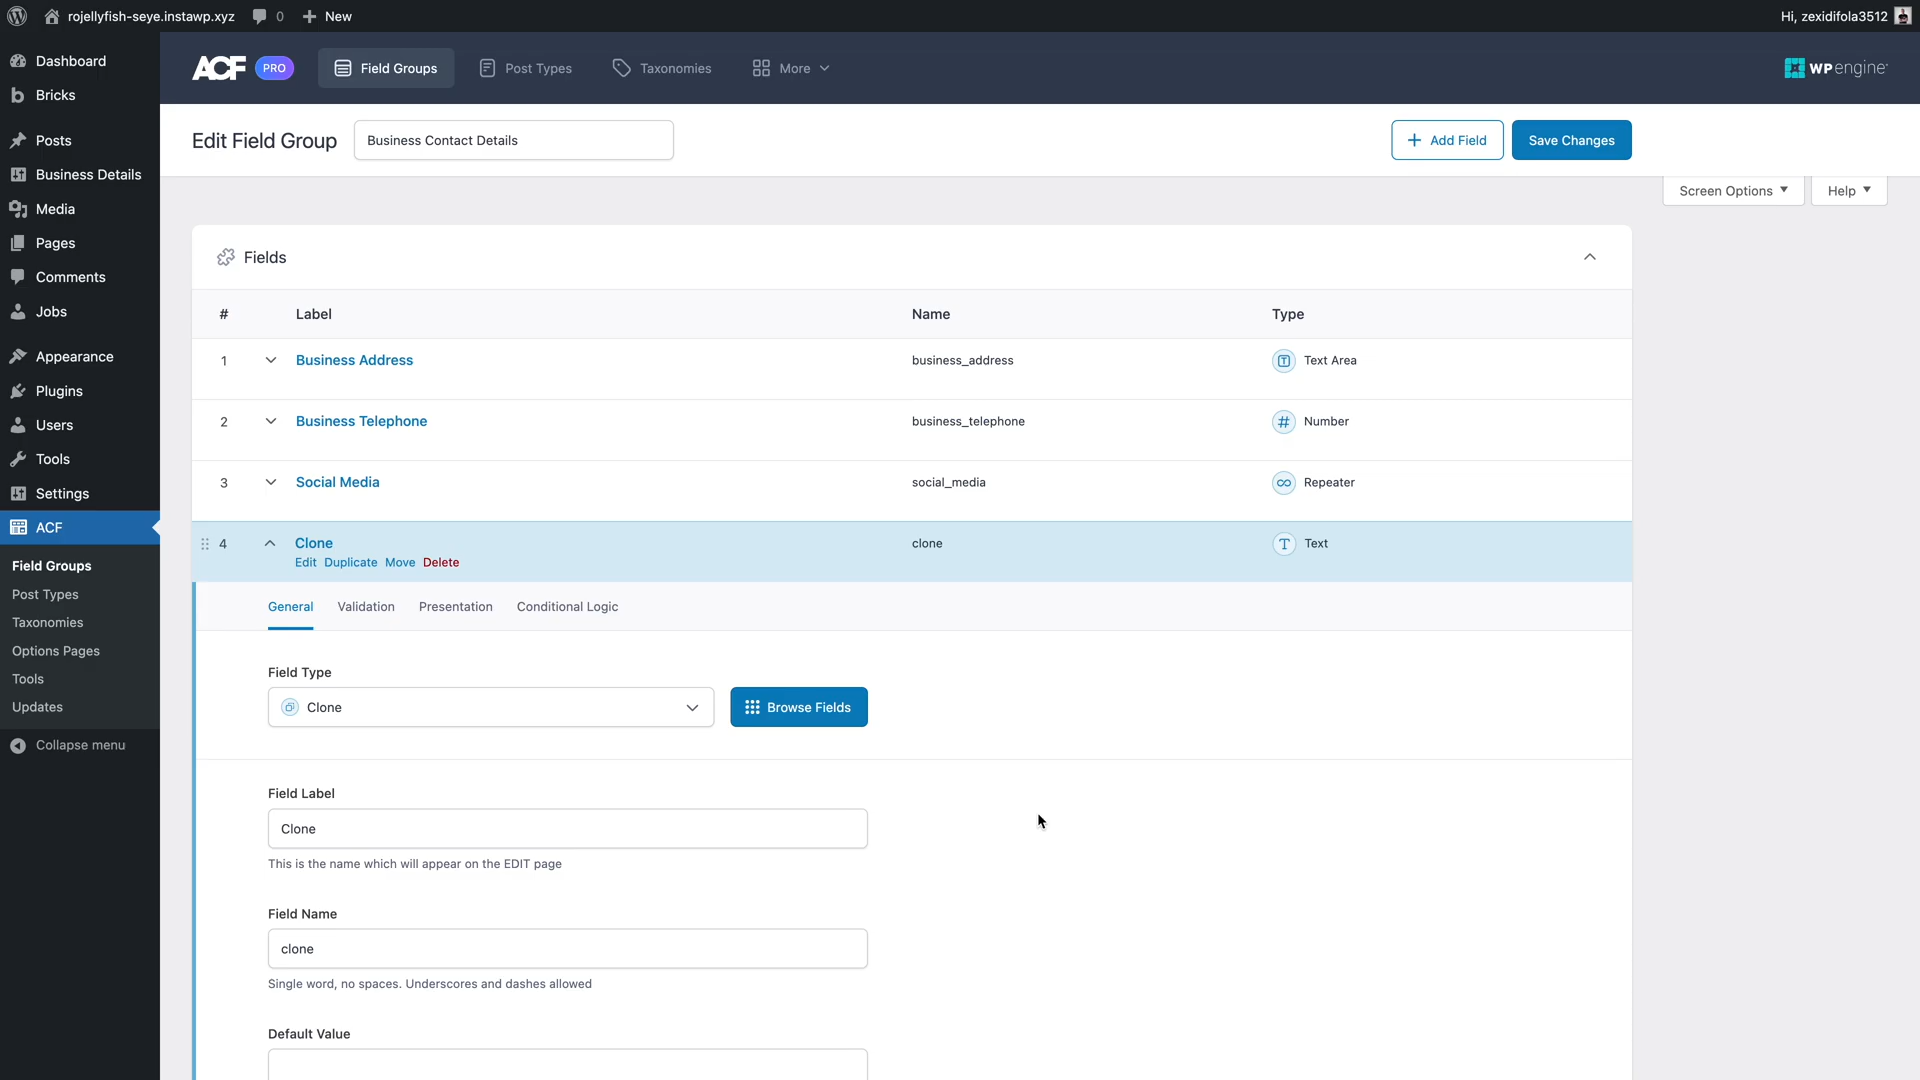 rojellyfish-seye.instawp.xyz
0
New
Hi, zexidifola3512
Dashboard
Bricks
Posts
Business Details
Media
Pages
Comments
Jobs
Appearance
Plugins
Users
Tools
Settings
ACF
Field Groups
Post Types
Taxonomies
Options Pages
Tools
Updates
Collapse menu
ACF PRO
Field Groups
Post Types
Taxonomies
More
WP engine
Edit Field Group
Business Contact Details
Add Field
Save Changes
Screen Options
Help
Fields
# Label Name Type
1 Business Address business_address Text Area
2 Business Telephone business_telephone Number
3 Social Media social_media Repeater
4 Clone clone Text
Edit Duplicate Move Delete
General Validation Presentation Conditional Logic
Field Type
Clone
Browse Fields
Field Label
Clone
This is the name which will appear on the EDIT page
Field Name
clone
Single word, no spaces. Underscores and dashes allowed
Default Value